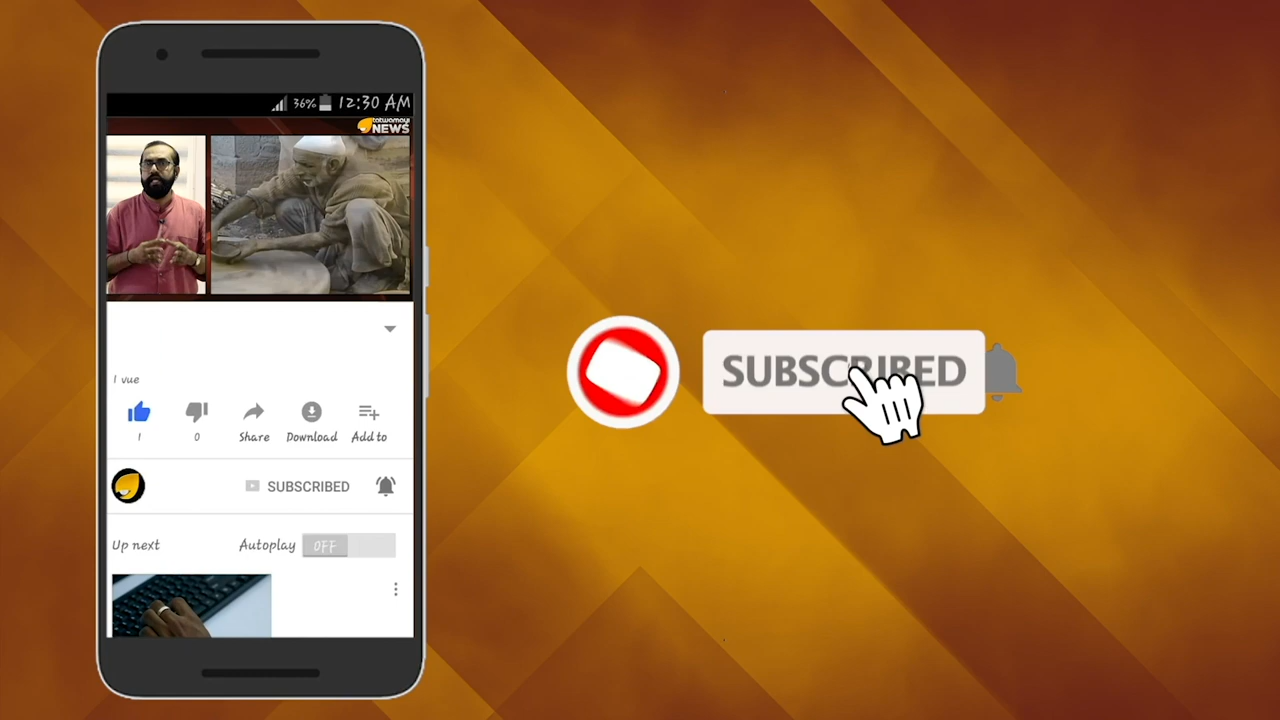 36% 12:30 AM
tatwamayi
NEWS
1 vue
1
0
Share
Download
Add to
SUBSCRIBED
Up next
Autoplay
OFF
SUBSCRIBED